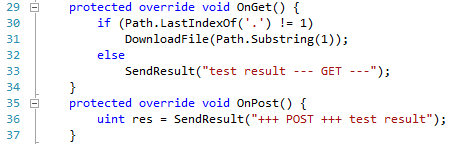 29 protected override void OnGet() {
30 if (Path.LastIndexOf('.') != 1)
31 DownloadFile(Path.Substring(1));
32 else
33 SendResult("test result --- GET ---");
34 }
35 protected override void OnPost() {
36 uint res = SendResult("+++ POST +++ test result");
37 }